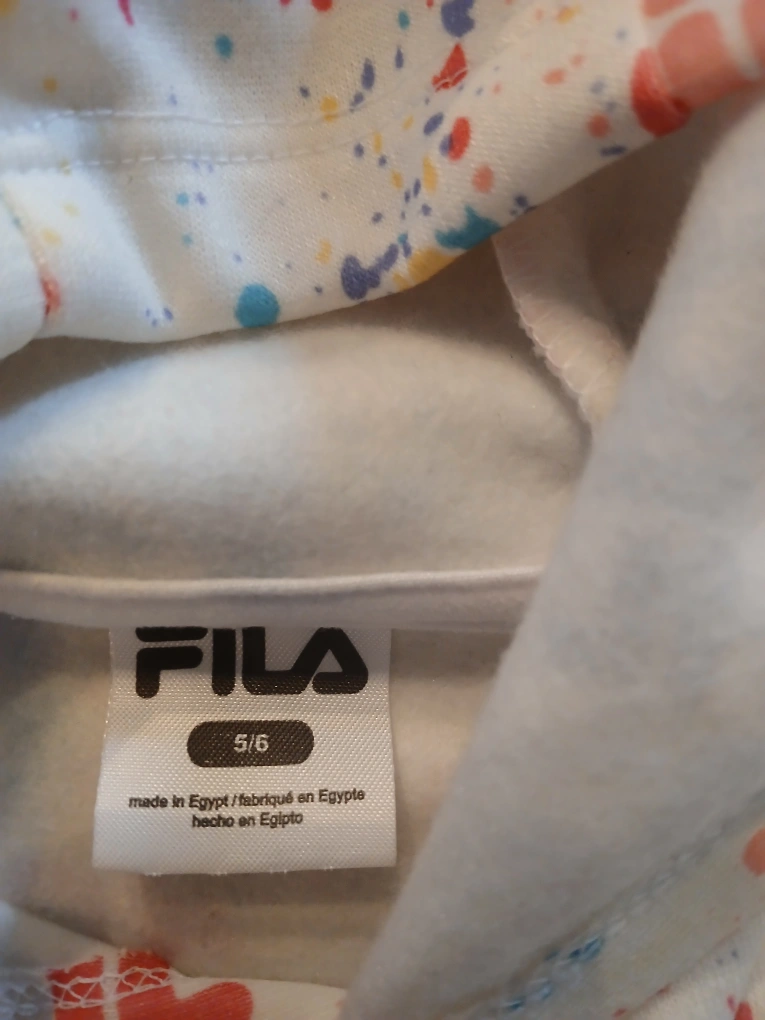 FILA
5/6
made in Egypt / fabriqué en Egypte
hecho en Egipto